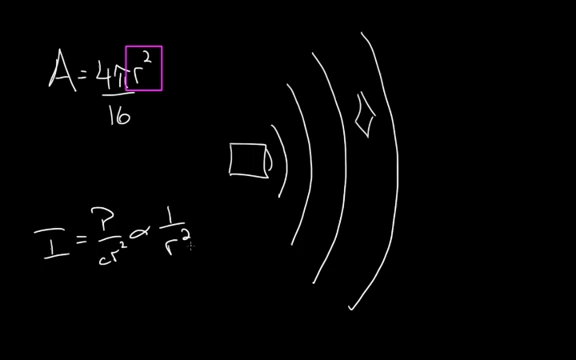 A = 4πr²
16
I = P/cr² ∝ 1/r²